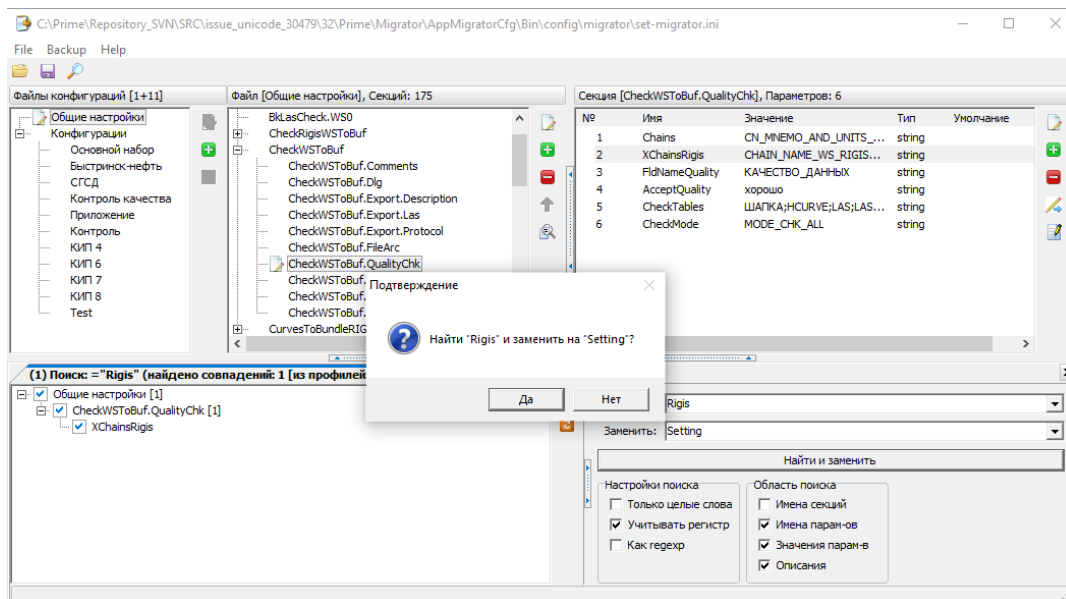 C:\Prime\Repository_SVN\SRC\issue_unicode_30479\32\Prime\Migrator\AppMigratorCfg\Bin\config\migrator\set-migrator.ini
File Backup Help
Файлы конфигураций [1+11]
Общие настройки
Конфигурации
Основной набор
Быстринск-нефть
СГСД
Контроль качества
Приложение
Контроль
КИП 4
КИП 6
КИП 7
КИП 8
Test
Файл [Общие настройки], Секций: 175
BkLasCheck.WS0
CheckRigisWSToBuf
CheckWSToBuf
CheckWSToBuf.Comments
CheckWSToBuf.Dlg
CheckWSToBuf.Export.Description
CheckWSToBuf.Export.Las
CheckWSToBuf.Export.Protocol
CheckWSToBuf.FileArc
CheckWSToBuf.QualityChk
CheckWSToBuf.
CheckWSToBuf.
CheckWSToBuf.
CurvesToBundleRIG
Секция [CheckWSToBuf.QualityChk], Параметров: 6
№ Имя Значение Тип Умолчание
1 Chains CN_MNEMO_AND_UNITS_... string
2 XChainsRigis CHAIN_NAME_WS_RIGIS... string
3 FldNameQuality КАЧЕСТВО_ДАННЫХ string
4 AcceptQuality хорошо string
5 CheckTables ШАПКА;HCURVE;LAS;LAS... string
6 CheckMode MODE_CHK_ALL string
Подтверждение
Найти "Rigis" и заменить на "Setting"?
Да Нет
(1) Поиск: ="Rigis" (найдено совпадений: 1 [из профилей
Общие настройки [1]
CheckWSToBuf.QualityChk [1]
XChainsRigis
Rigis
Заменить: Setting
Найти и заменить
Настройки поиска
Только целые слова
Учитывать регистр
Как regexp
Область поиска
Имена секций
Имена парам-ов
Значения парам-в
Описания